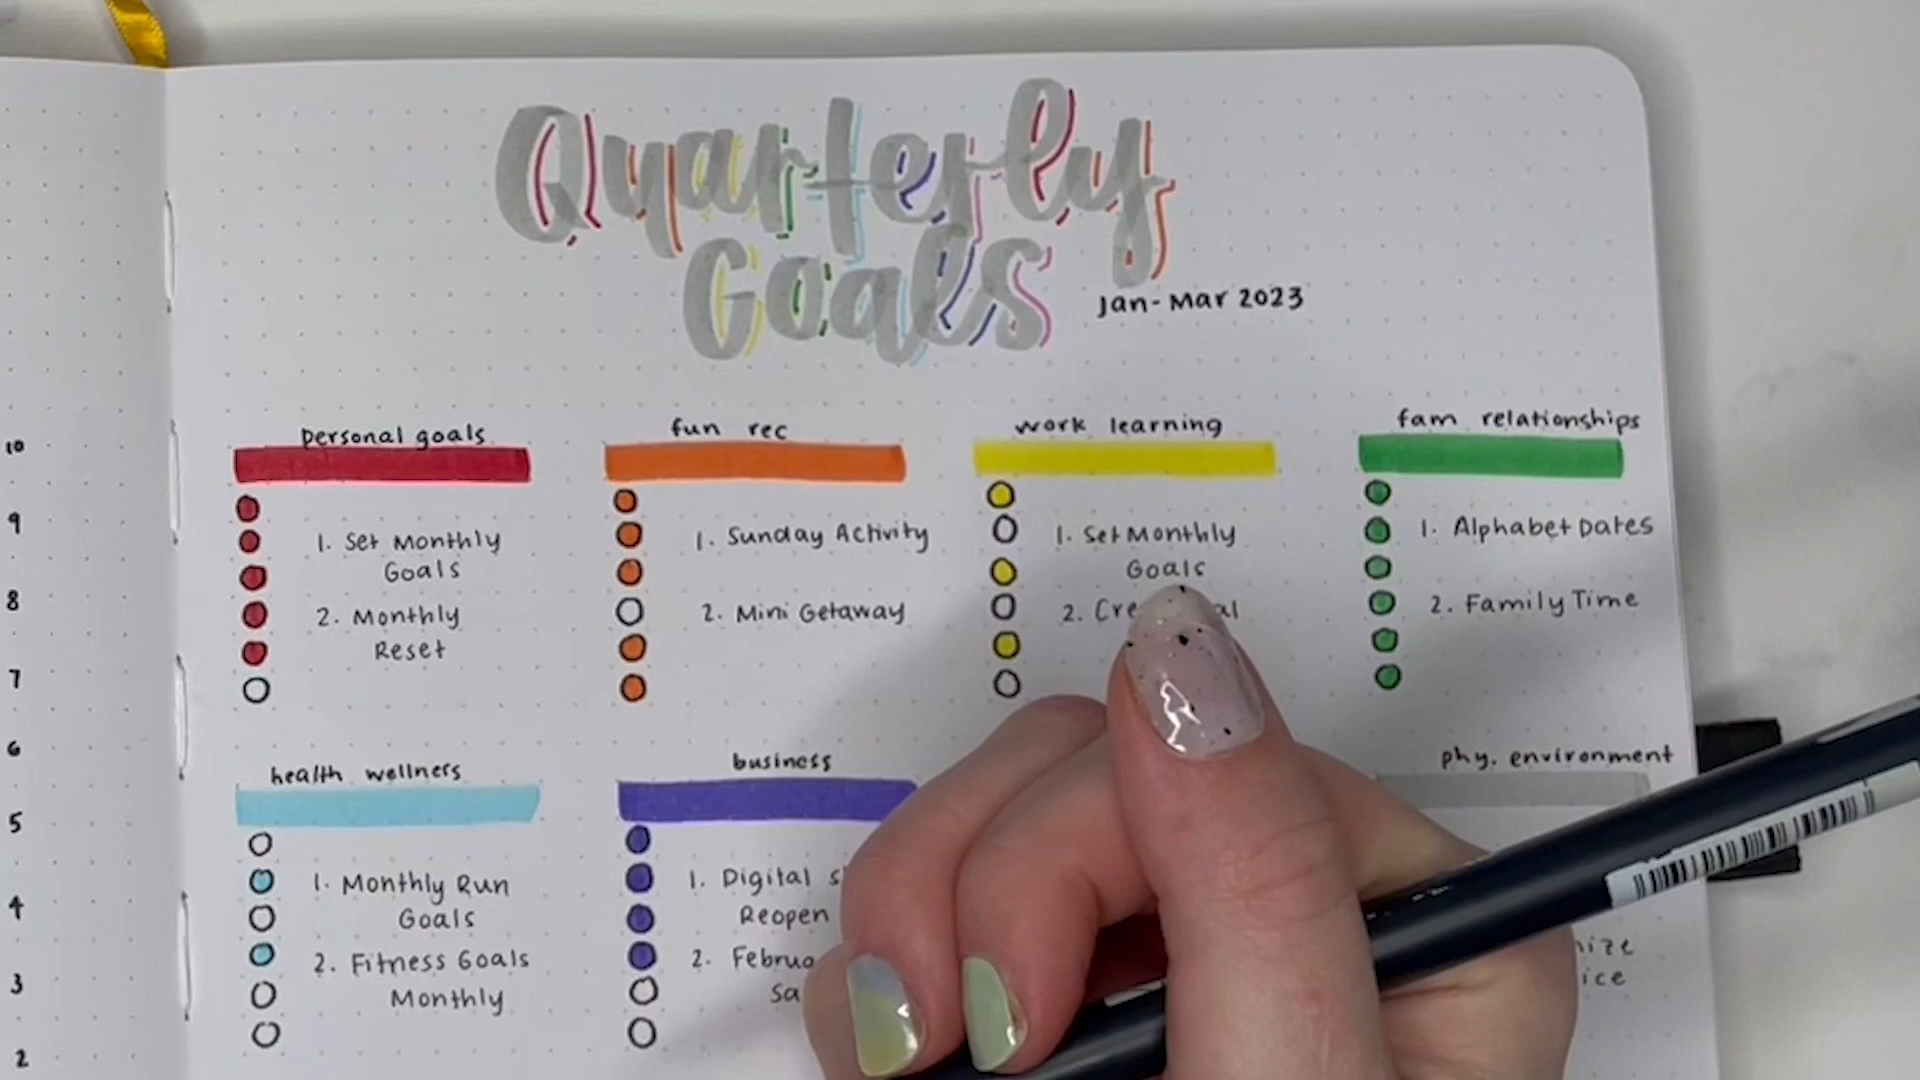 Quarterly
Goals
Jan-Mar 2023
personal goals
fun rec
work learning
fam relationships
1. Set Monthly
Goals
2. Monthly
Reset
1. Sunday Activity
2. Mini Getaway
1. Set Monthly
Goals
2.
1. Alphabet Dates
2. Family Time
health wellness
business
phy. environment
1. Monthly Run
Goals
2. Fitness Goals
Monthly
1. Digital
Reopen
2.
10
9
8
7
6
5
4
3
2